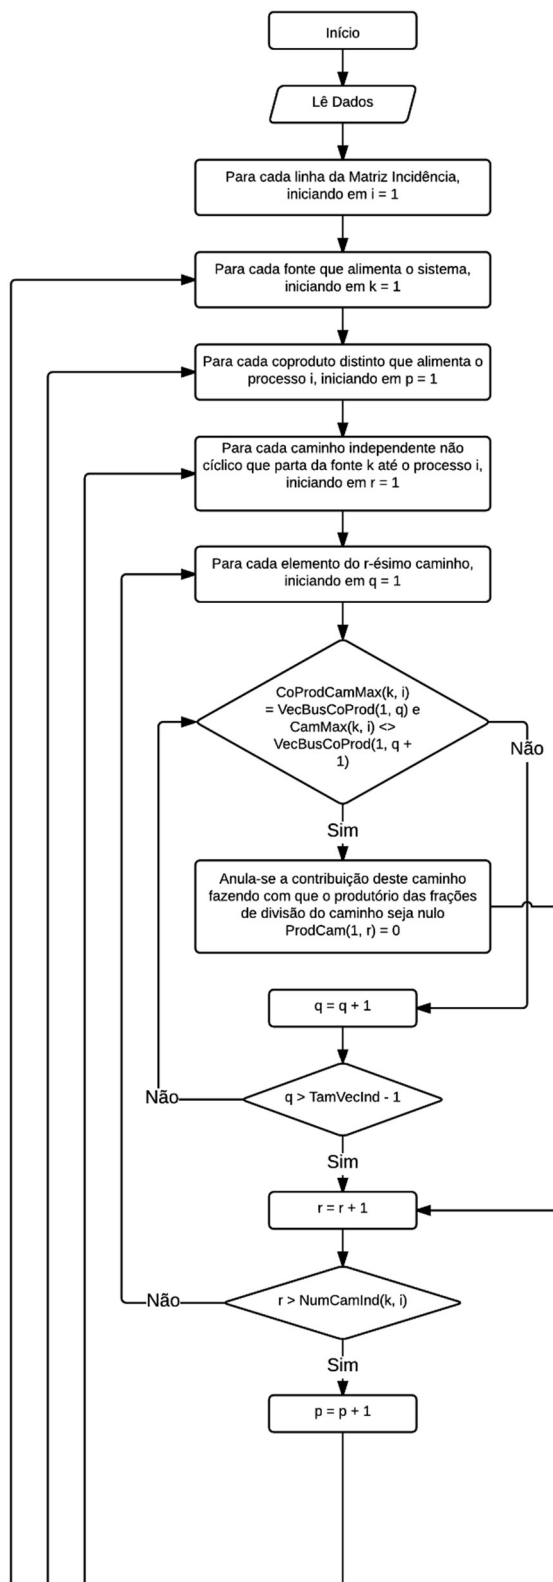 Início
Lê Dados
Para cada linha da Matriz Incidência,
iniciando em i = 1
Para cada fonte que alimenta o sistema,
iniciando em k = 1
Para cada coproduto distinto que alimenta o
processo i, iniciando em p = 1
Para cada caminho independente não
cíclico que parta da fonte k até o processo i,
iniciando em r = 1
Para cada elemento do r-ésimo caminho,
iniciando em q = 1
CoProdCamMax(k, i)
= VecBusCoProd(1, q) e
CamMax(k, i) <>
VecBusCoProd(1, q +
1)
Não
Sim
Anula-se a contribuição deste caminho
fazendo com que o produtório das frações
de divisão do caminho seja nulo
ProdCam(1, r) = 0
q = q + 1
Não
q > TamVecInd - 1
Sim
r = r + 1
Não
r > NumCamInd(k, i)
Sim
p = p + 1